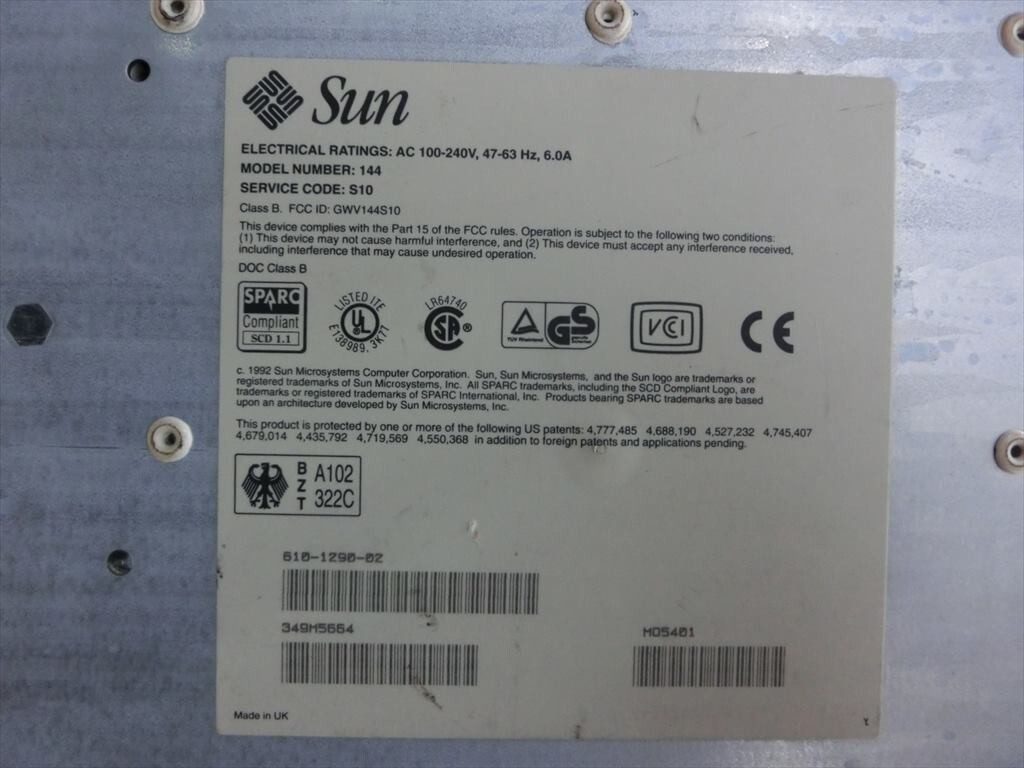 Sun
ELECTRICAL RATINGS: AC 100-240V, 47-63 Hz, 6.0A
MODEL NUMBER: 144
SERVICE CODE: S10
Class B. FCC ID: GWV144S10
This device complies with the Part 15 of the FCC rules. Operation is subject to the following two conditions:
(1) This device may not cause harmful interference, and (2) This device must accept any interference received,
including interference that may cause undesired operation.
DOC Class B
SPARC
Compliant
SCD 1.1
LISTED ITE
UL
E138989, 3K77
LR64740
SA
TUV Rheinland
GS
geprüfte
Sicherheit
VCI
CE
c. 1992 Sun Microsystems Computer Corporation. Sun, Sun Microsystems, and the Sun logo are trademarks or
registered trademarks of Sun Microsystems, Inc. All SPARC trademarks, including the SCD Compliant Logo, are
trademarks or registered trademarks of SPARC International, Inc. Products bearing SPARC trademarks are based
upon an architecture developed by Sun Microsystems, Inc.
This product is protected by one or more of the following US patents: 4,777,485 4,688,190 4,527,232 4,745,407
4,679,014 4,435,792 4,719,569 4,550,368 in addition to foreign patents and applications pending.
BZT A102
322C
610-1290-02
349M5664
MO5401
Made in UK